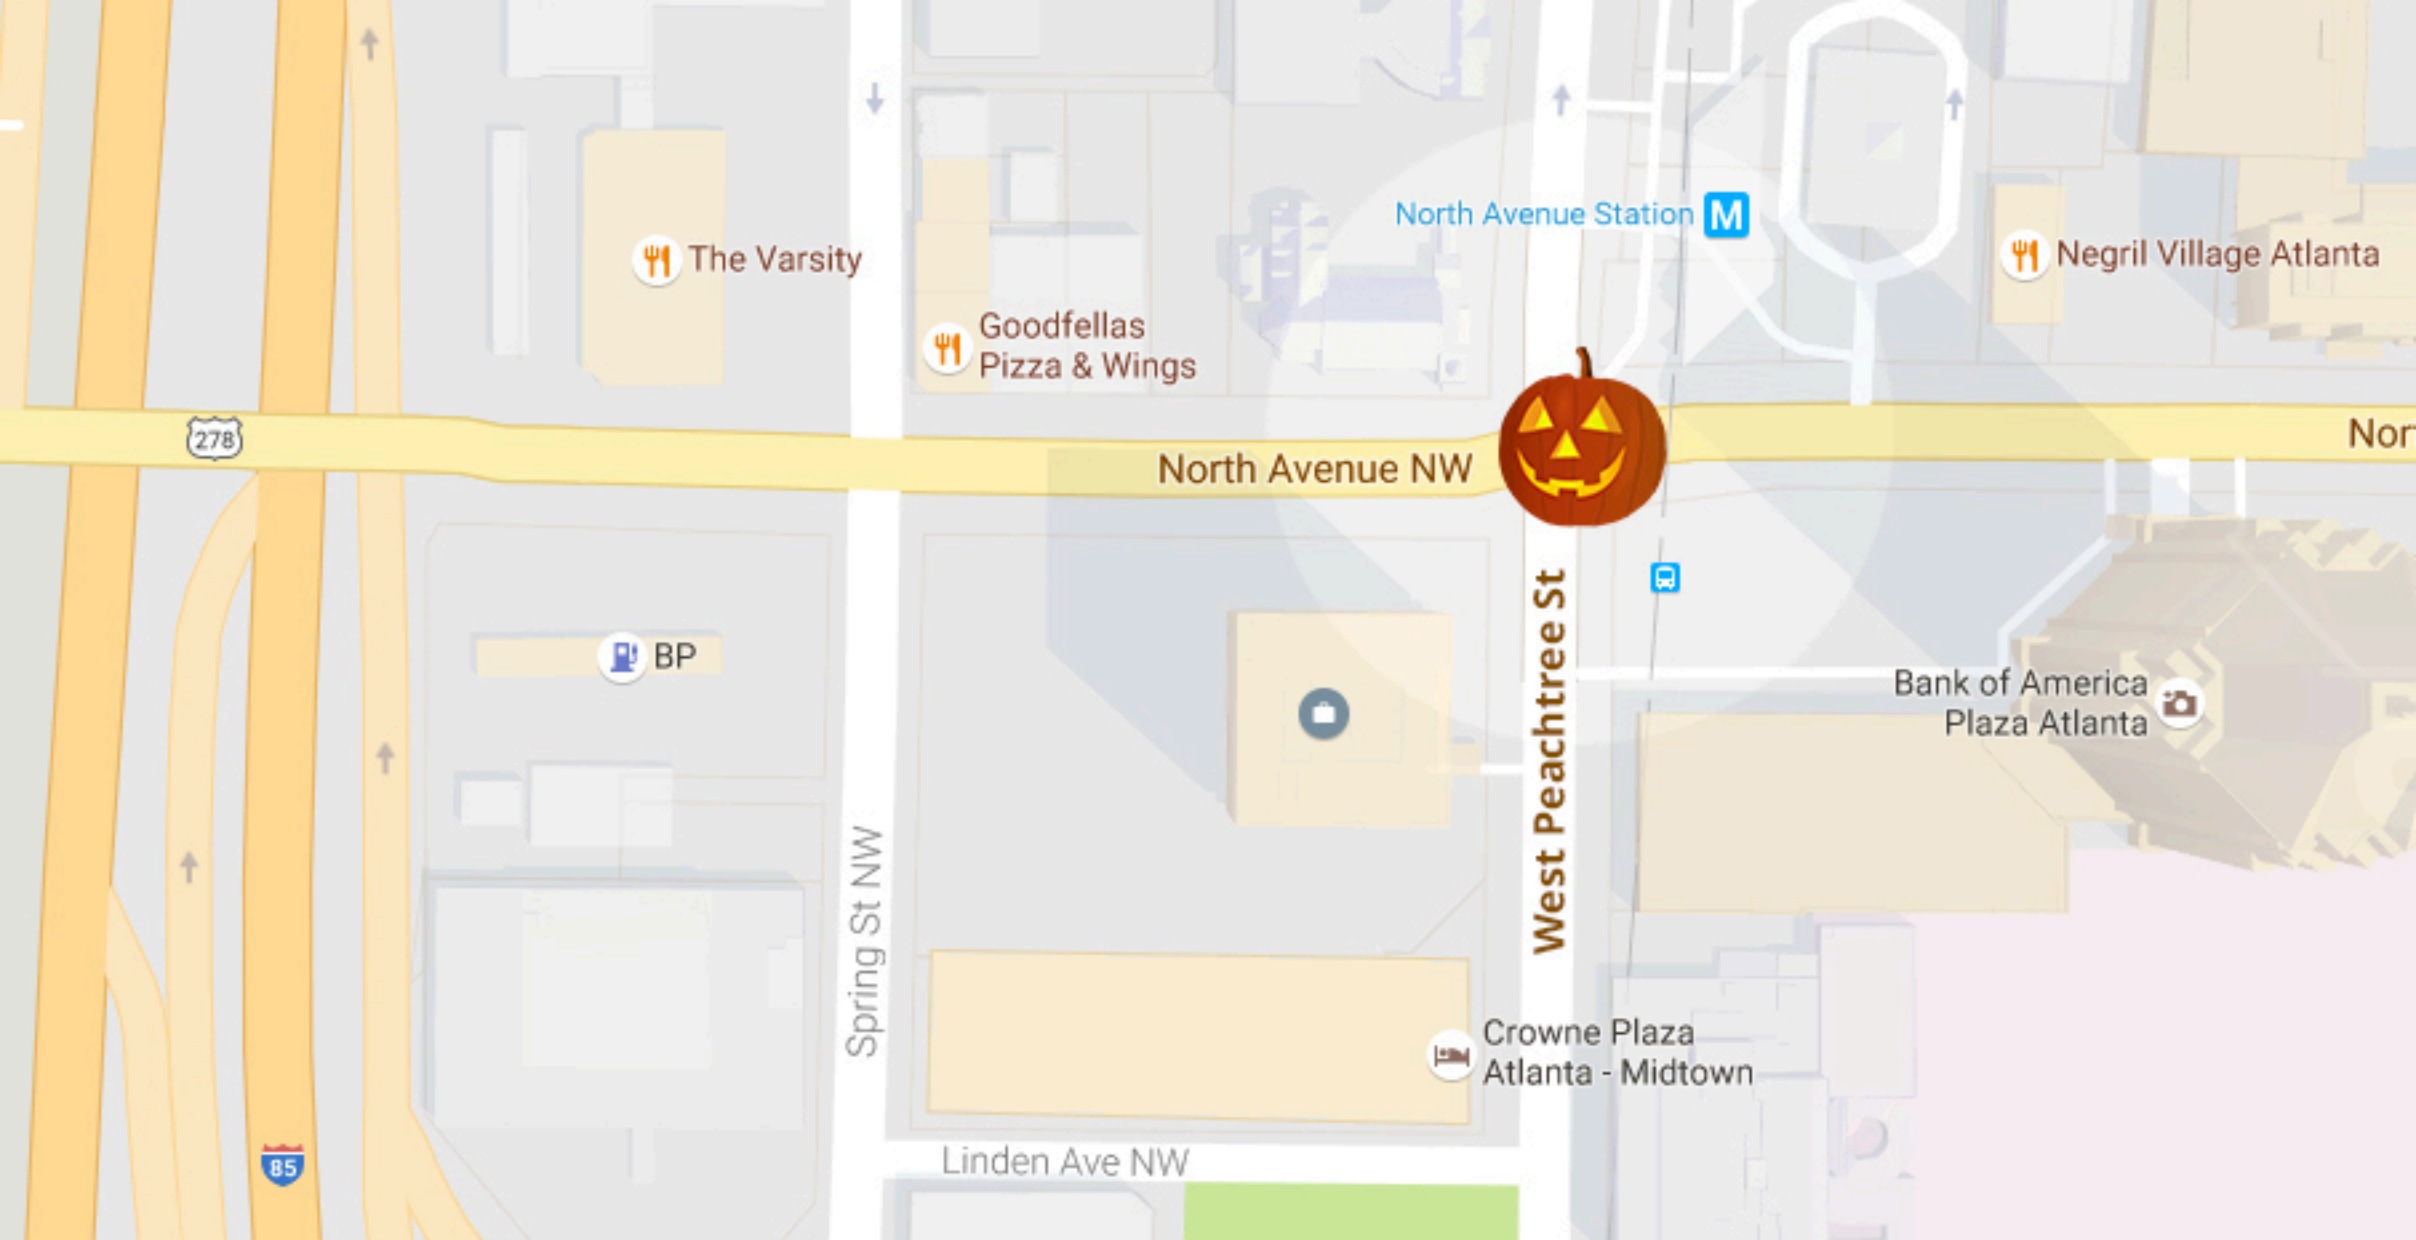 North Avenue Station M
The Varsity
Negril Village Atlanta
Goodfellas
Pizza & Wings
278
North Avenue NW
Nor
West Peachtree St
BP
Bank of America
Plaza Atlanta
Spring St NW
Crowne Plaza
Atlanta - Midtown
Linden Ave NW
85